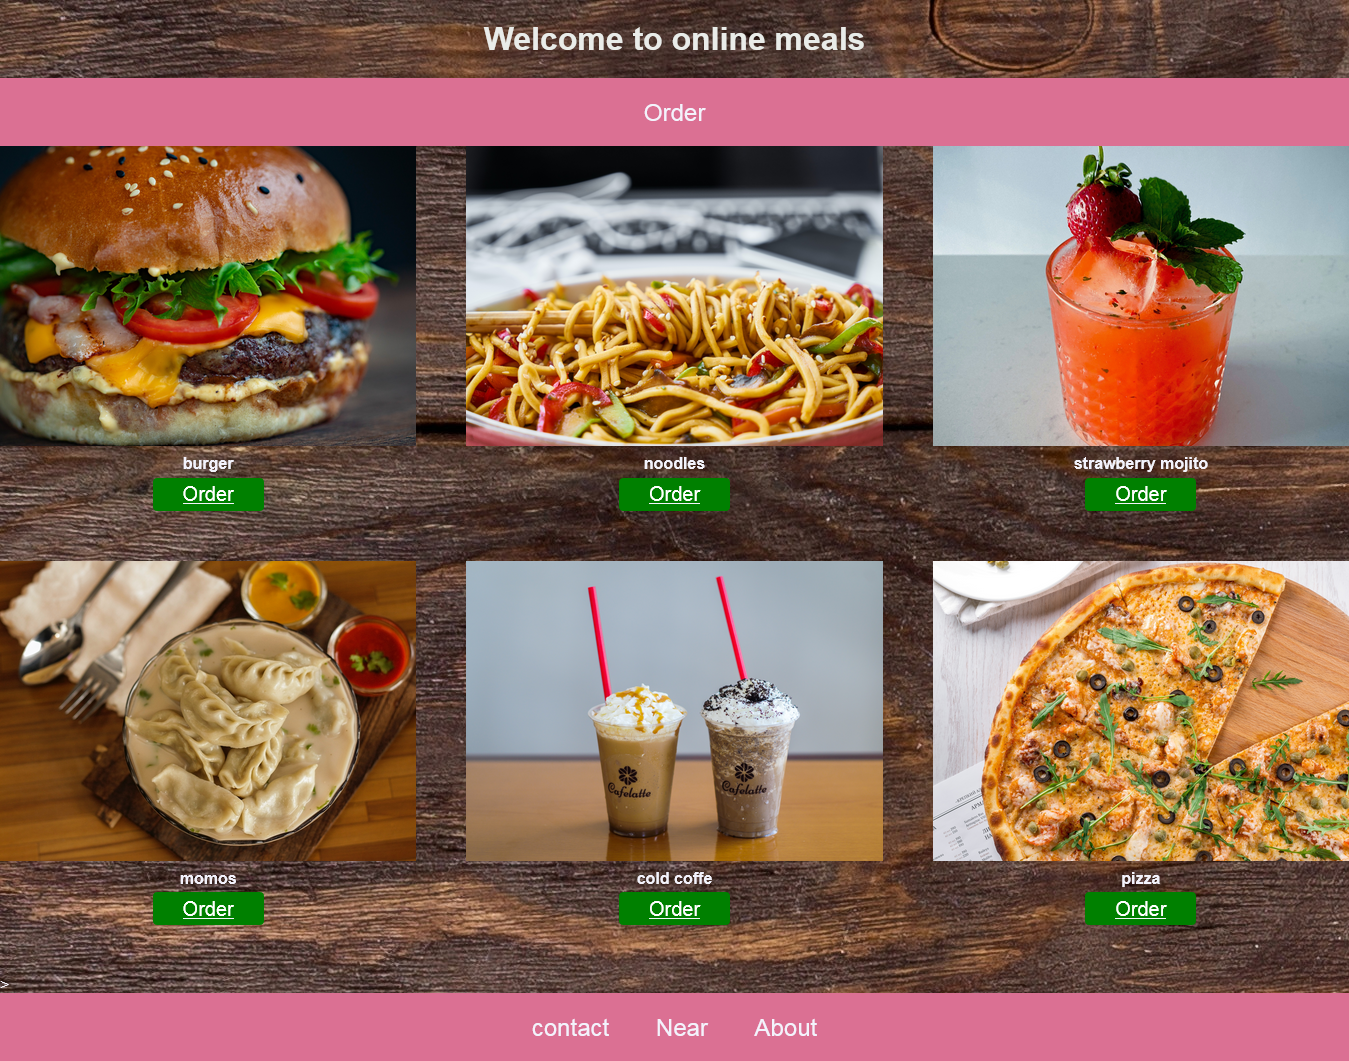 Welcome to online meals
Order
burger
noodles
strawberry mojito
Order
Order
Order
Cafelatte
Cafelatte
momos
cold coffe
pizza
Order
Order
Order
>
contact
Near
About